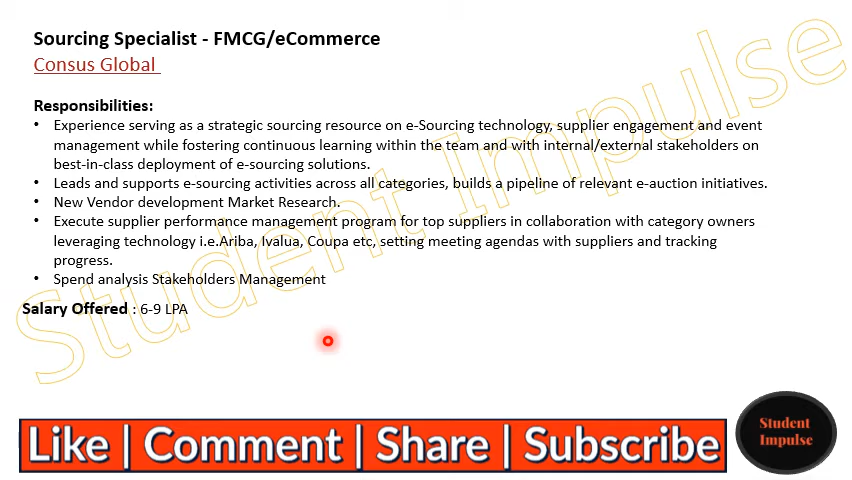 Sourcing Specialist - FMCG/eCommerce
Consus Global
Responsibilities:
• Experience serving as a strategic sourcing resource on e-Sourcing technology, supplier engagement and event
management while fostering continuous learning within the team and with internal/external stakeholders on
best-in-class deployment of e-sourcing solutions.
• Leads and supports e-sourcing activities across all categories, builds a pipeline of relevant e-auction initiatives.
• New Vendor development Market Research.
• Execute supplier performance management program for top suppliers in collaboration with category owners
leveraging technology i.e.Ariba, Ivalua, Coupa etc, setting meeting agendas with suppliers and tracking
progress.
• Spend analysis Stakeholders Management
Salary Offered : 6-9 LPA
Student Impulse
Like | Comment | Share | Subscribe
Student
Impulse